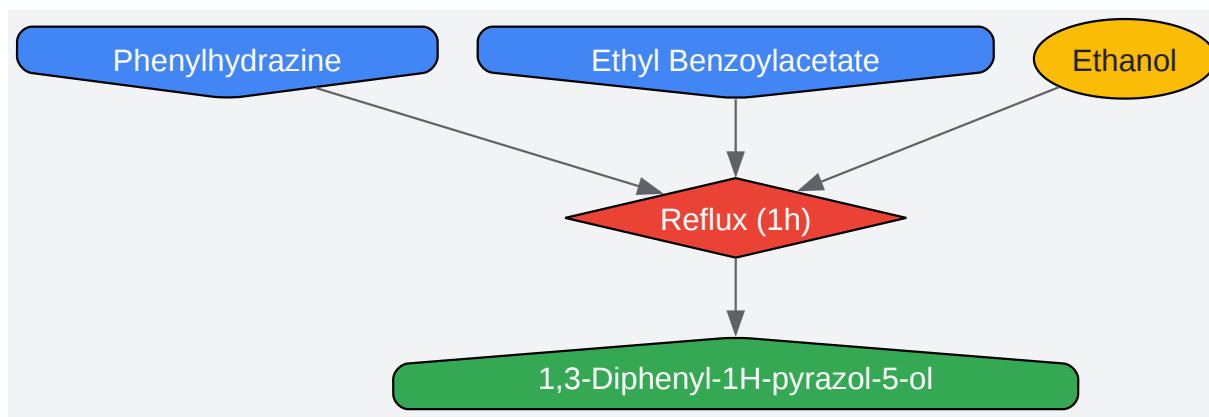 Phenylhydrazine
Ethyl Benzoylacetate
Ethanol
Reflux (1h)
1,3-Diphenyl-1H-pyrazol-5-ol